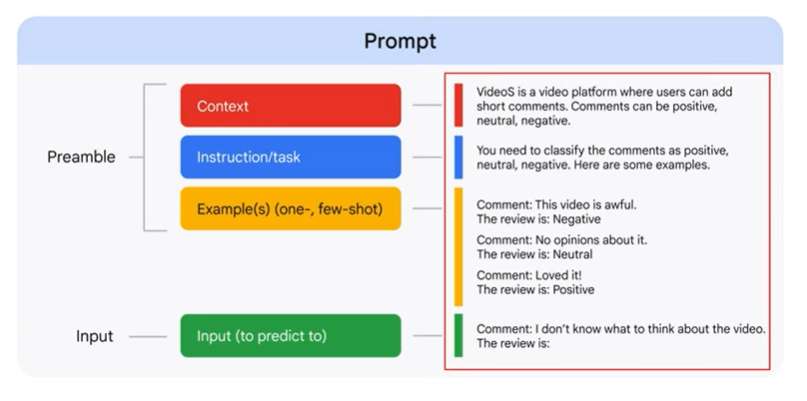 Prompt
Preamble
Context
VideoS is a video platform where users can add
short comments. Comments can be positive,
neutral, negative.
Instruction/task
You need to classify the comments as positive,
neutral, negative. Here are some examples.
Example(s) (one-, few-shot)
Comment: This video is awful.
The review is: Negative
Comment: No opinions about it.
The review is: Neutral
Comment: Loved it!
The review is: Positive
Input
Input (to predict to)
Comment: I don't know what to think about the video.
The review is: